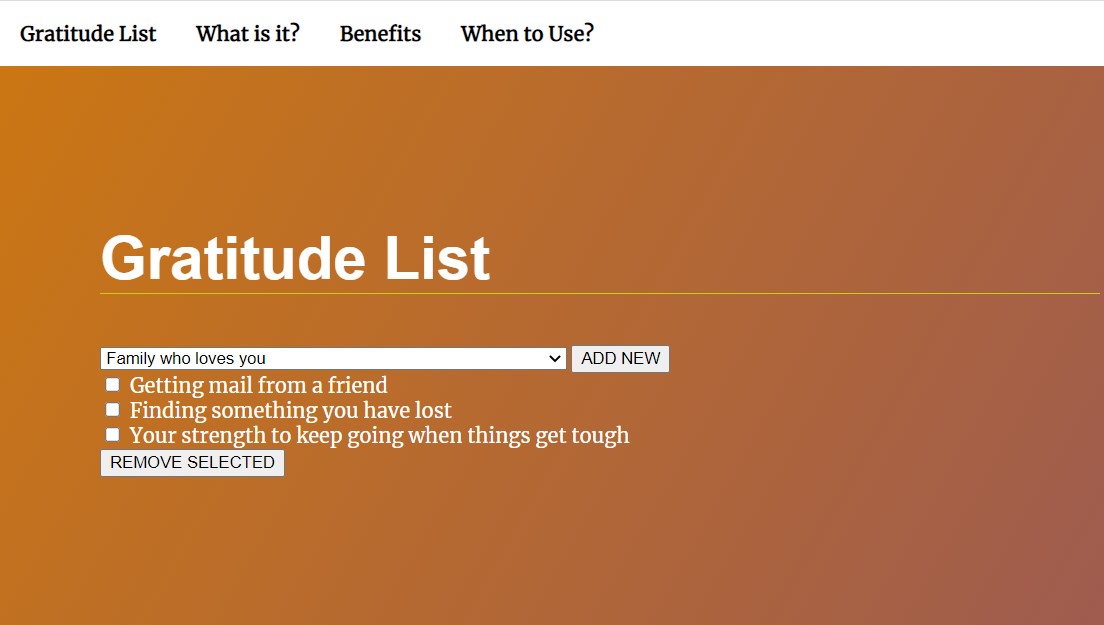 Gratitude List What is it? Benefits When to Use?
Gratitude List
Family who loves you ADD NEW
Getting mail from a friend
Finding something you have lost
Your strength to keep going when things get tough
REMOVE SELECTED